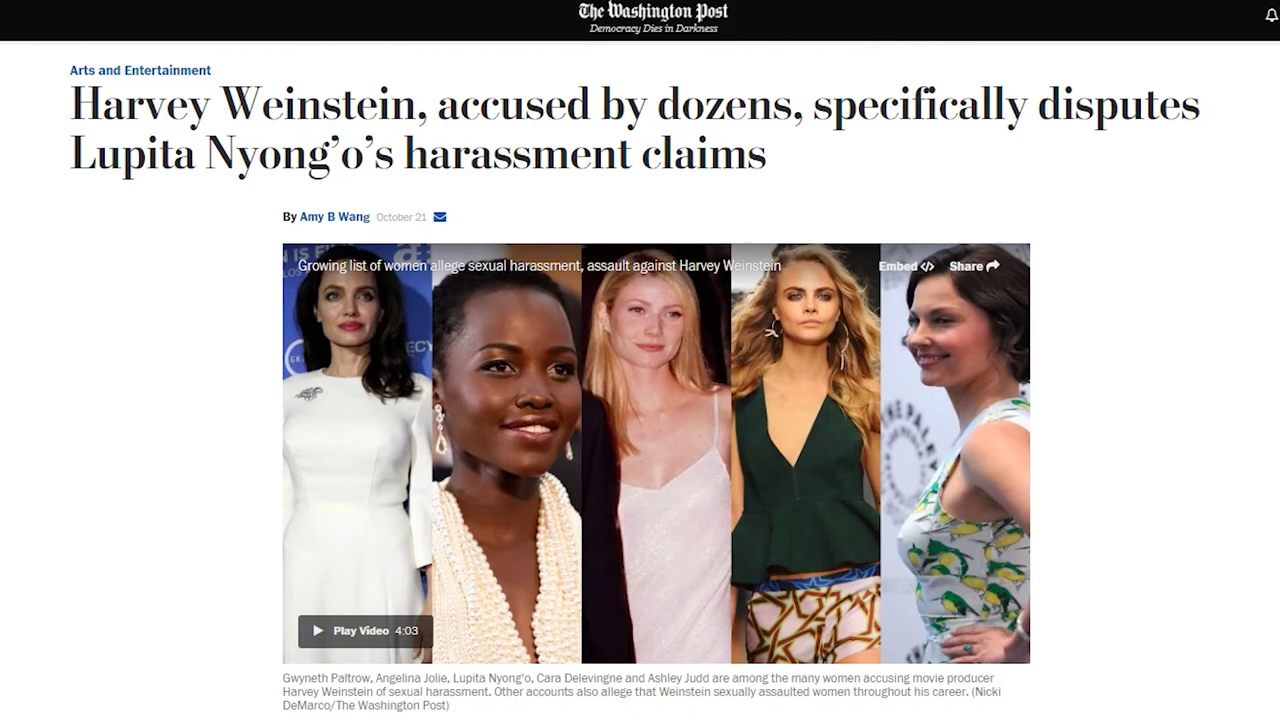 The Washington Post
Democracy Dies in Darkness
Arts and Entertainment
Harvey Weinstein, accused by dozens, specifically disputes
Lupita Nyong’o’s harassment claims
By Amy B Wang October 21
Growing list of women allege sexual harassment, assault against Harvey Weinstein
Embed </> Share
Play Video 4:03
Gwyneth Paltrow, Angelina Jolie, Lupita Nyong'o, Cara Delevingne and Ashley Judd are among the many women accusing movie producer
Harvey Weinstein of sexual harassment. Other accounts also allege that Weinstein sexually assaulted women throughout his career. (Nicki
DeMarco/The Washington Post)